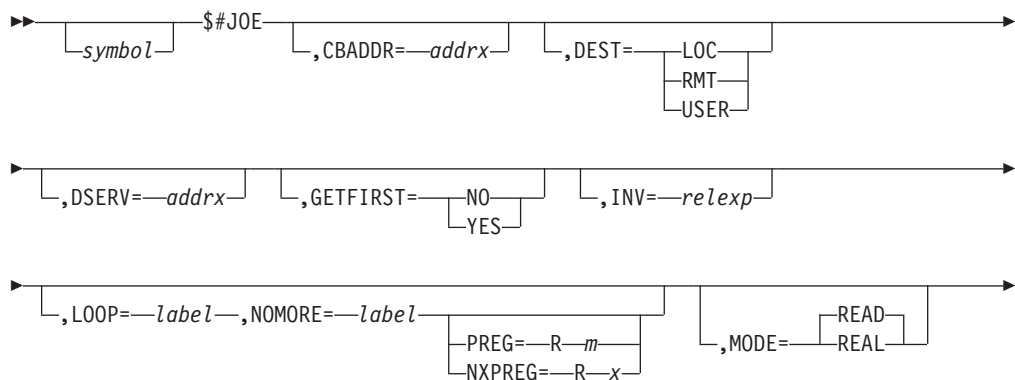 symbol $#JOE ,CBADDR= addrx ,DEST= LOC
RMT
USER
,DSERV= addrx ,GETFIRST= NO ,INV= relexp
YES
,LOOP= label ,NOMORE= label ,MODE= READ
PREG= R m REAL
NXPREG= R x